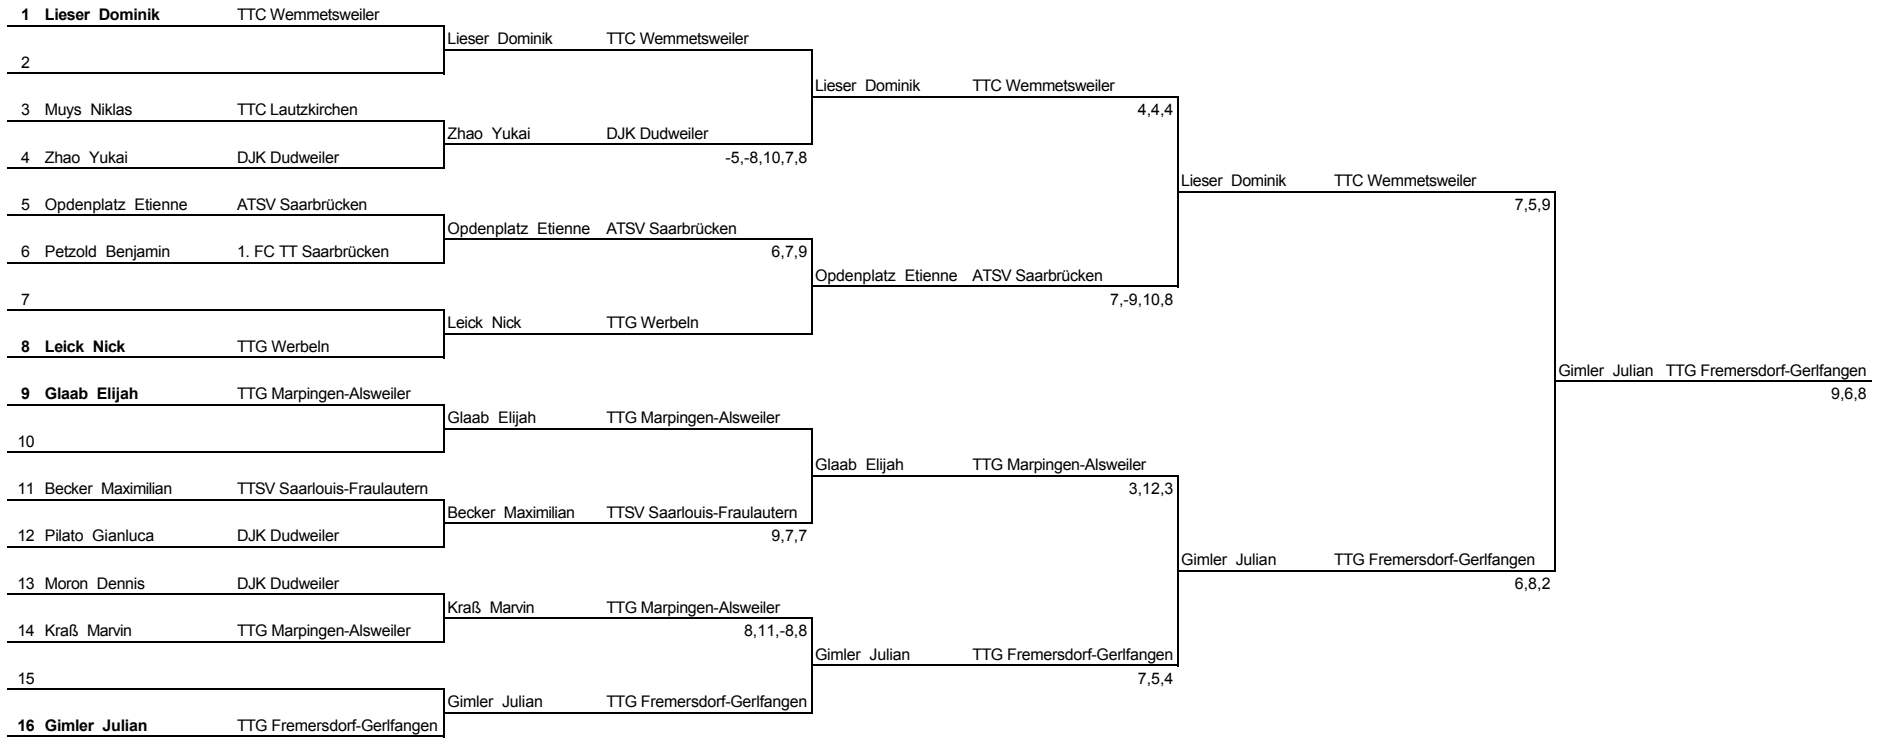 1 Lieser Dominik TTC Wemmetsweiler
Lieser Dominik TTC Wemmetsweiler
2
Lieser Dominik TTC Wemmetsweiler
3 Muys Niklas TTC Lautzkirchen 4,4,4
Zhao Yukai DJK Dudweiler
4 Zhao Yukai DJK Dudweiler -5,-8,10,7,8
Lieser Dominik TTC Wemmetsweiler
5 Opdenplatz Etienne ATSV Saarbrücken 7,5,9
Opdenplatz Etienne ATSV Saarbrücken
6 Petzold Benjamin 1. FC TT Saarbrücken 6,7,9
Opdenplatz Etienne ATSV Saarbrücken
7 7,-9,10,8
Leick Nick TTG Werbeln
8 Leick Nick TTG Werbeln
Gimler Julian TTG Fremersdorf-Gerlfangen
9 Glaab Elijah TTG Marpingen-Alsweiler 9,6,8
Glaab Elijah TTG Marpingen-Alsweiler
10
Glaab Elijah TTG Marpingen-Alsweiler
11 Becker Maximilian TTSV Saarlouis-Fraulautern 3,12,3
Becker Maximilian TTSV Saarlouis-Fraulautern
12 Pilato Gianluca DJK Dudweiler 9,7,7
Gimler Julian TTG Fremersdorf-Gerlfangen
13 Moron Dennis DJK Dudweiler 6,8,2
Kraß Marvin TTG Marpingen-Alsweiler
14 Kraß Marvin TTG Marpingen-Alsweiler 8,11,-8,8
Gimler Julian TTG Fremersdorf-Gerlfangen
15 7,5,4
Gimler Julian TTG Fremersdorf-Gerlfangen
16 Gimler Julian TTG Fremersdorf-Gerlfangen